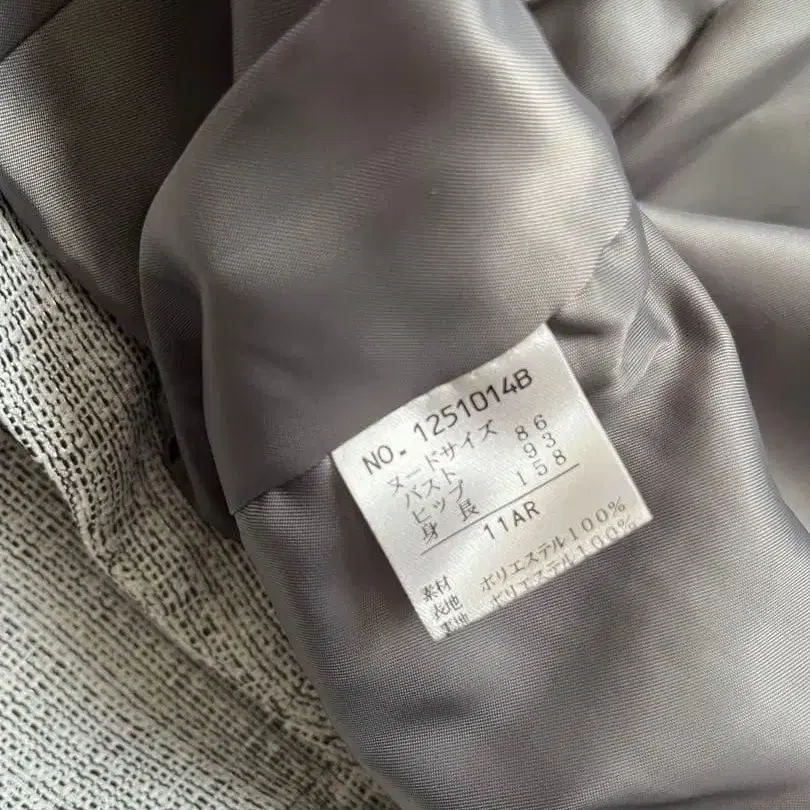 NO. 1251014B
ヌードサイズ
バスト 86
ヒップ 93
身長 158
11AR
素材
表地 ポリエステル100%
ポリエステル100%